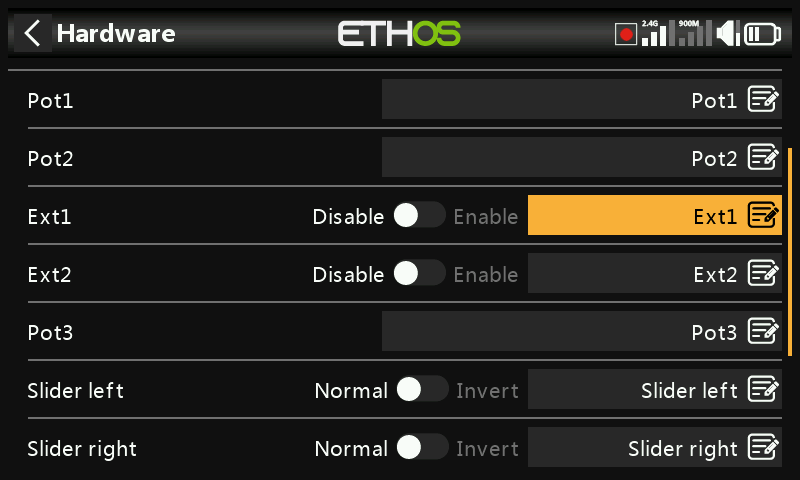 Hardware ETHOS 2.4G 900M
Pot1 Pot1
Pot2 Pot2
Ext1 Disable Enable Ext1
Ext2 Disable Enable Ext2
Pot3 Pot3
Slider left Normal Invert Slider left
Slider right Normal Invert Slider right